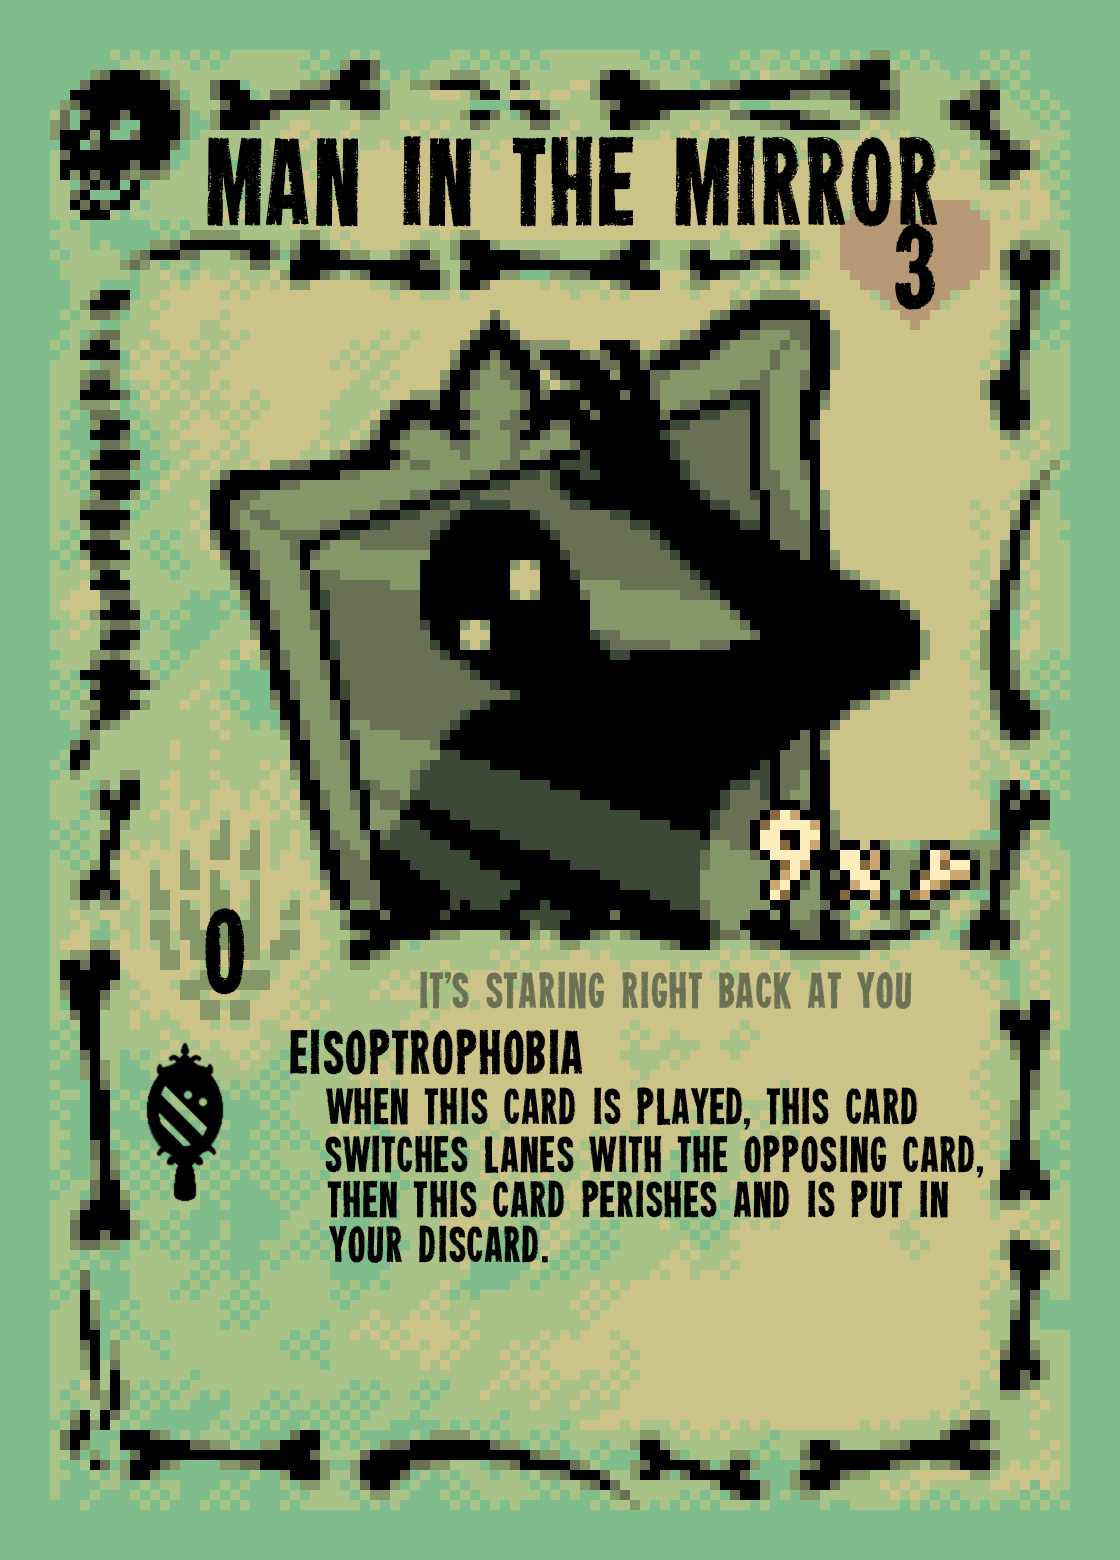 MAN IN THE MIRROR
3
9 x
0
IT'S STARING RIGHT BACK AT YOU
EISOPTROPHOBIA
WHEN THIS CARD IS PLAYED, THIS CARD
SWITCHES LANES WITH THE OPPOSING CARD,
THEN THIS CARD PERISHES AND IS PUT IN
YOUR DISCARD.